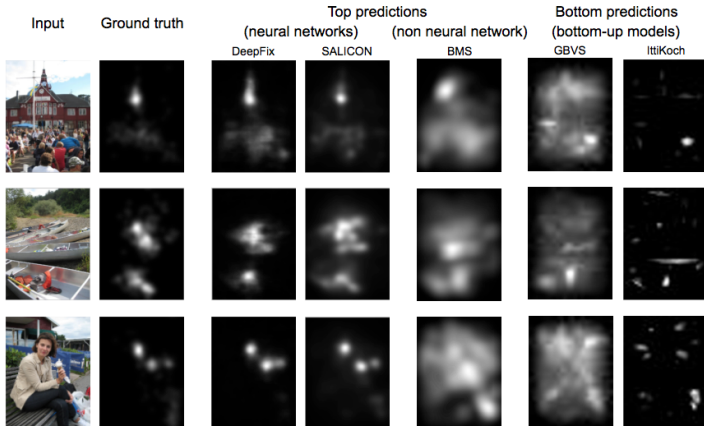 Input
Ground truth
Top predictions
(neural networks)
(non neural network)
Bottom predictions
(bottom-up models)
DeepFix
SALICON
BMS
GBVS
IttiKoch